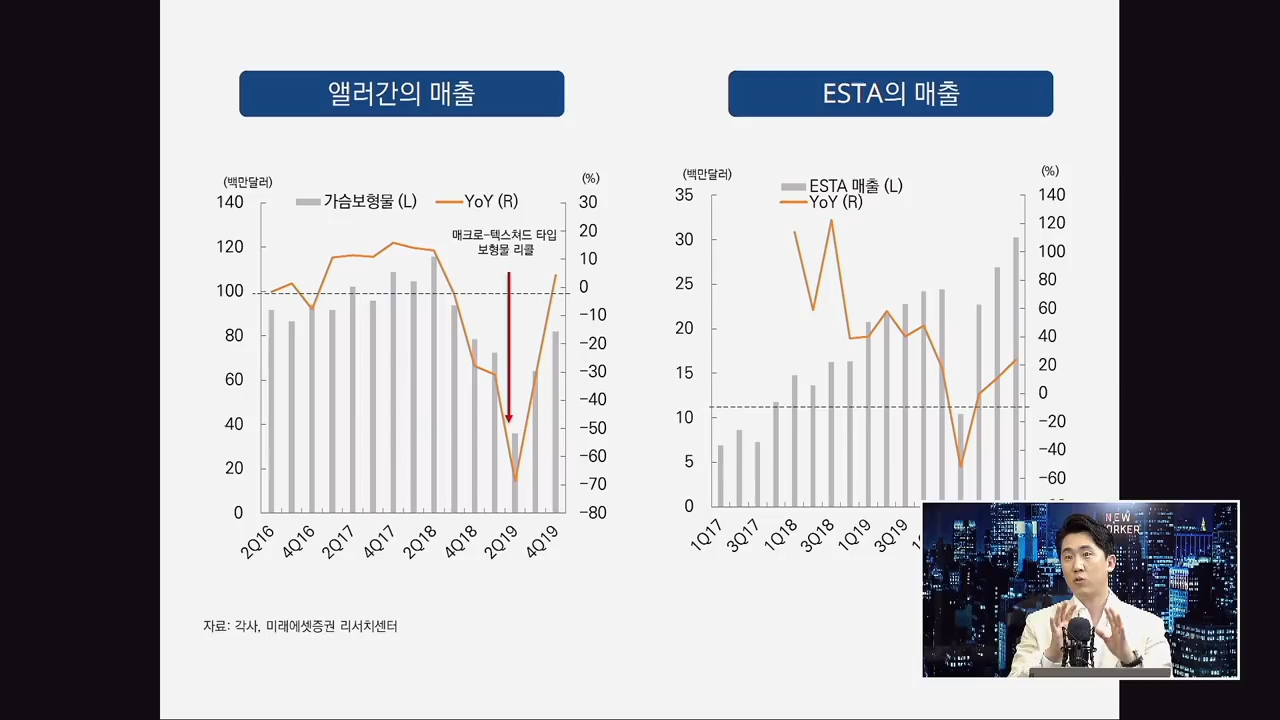 앨러간의 매출
(백만달러)
(%)
가슴보형물 (L)
YoY (R)
매크로-텍스쳐드 타입
보형물 리콜
140
120
100
80
60
40
20
0
30
20
10
0
-10
-20
-30
-40
-50
-60
-70
-80
2Q16
4Q16
2Q17
4Q17
2Q18
4Q18
2Q19
4Q19
ESTA의 매출
(백만달러)
(%)
ESTA 매출 (L)
YoY (R)
35
30
25
20
15
10
5
0
140
120
100
80
60
40
20
0
-20
-40
-60
1Q17
3Q17
1Q18
3Q18
1Q19
3Q19
자료: 각사, 미래에셋증권 리서치센터
NEW